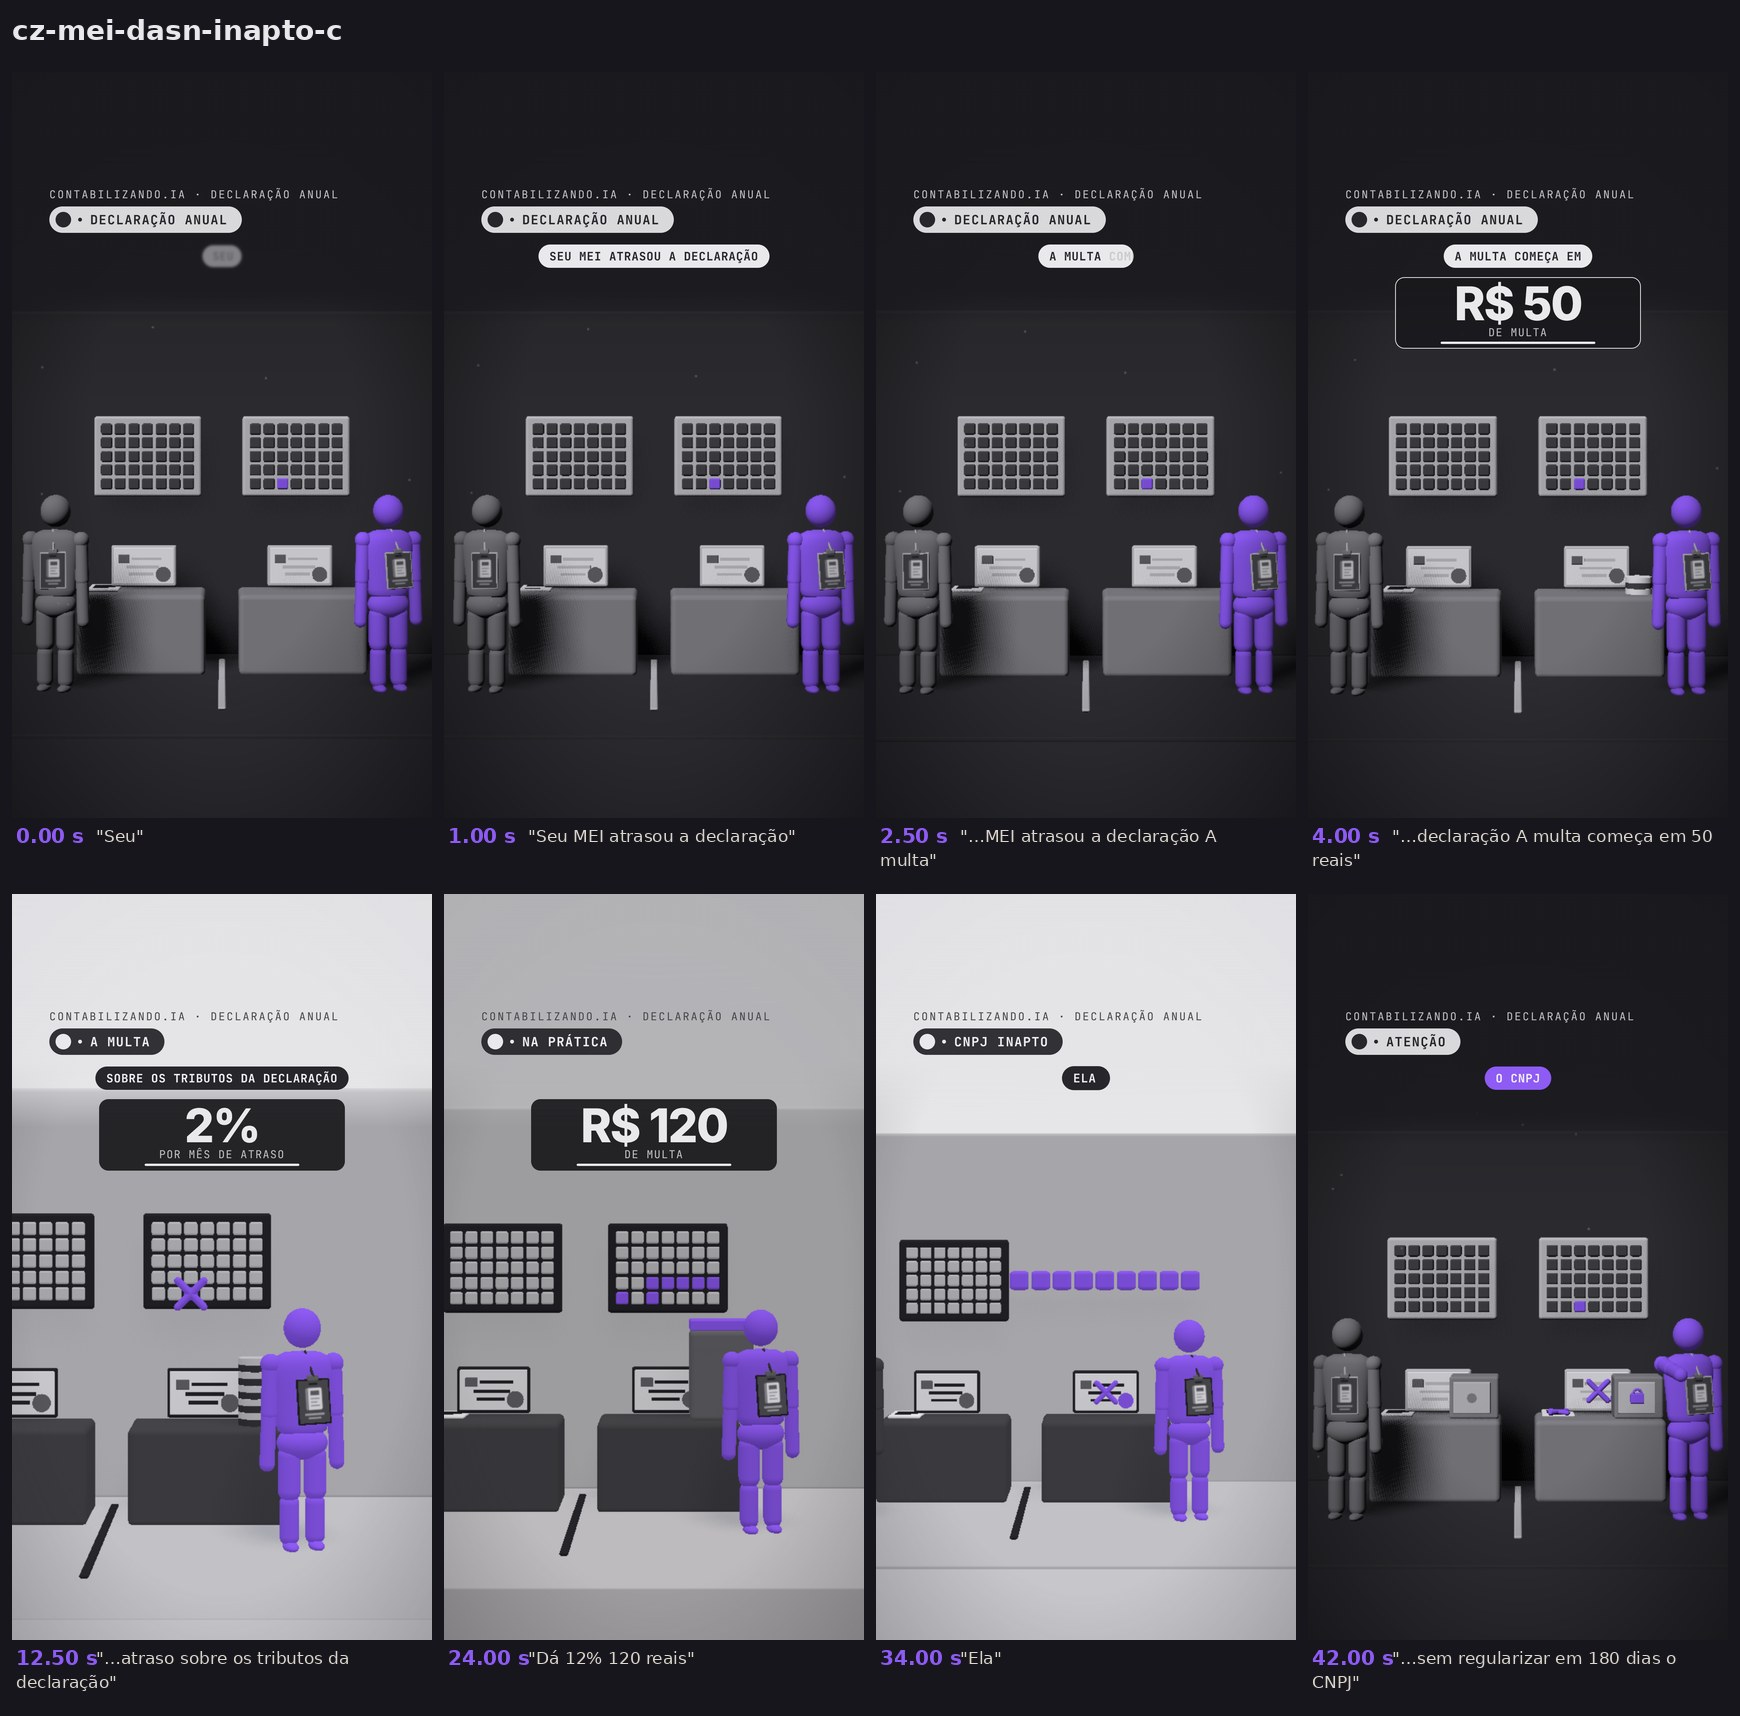 cz-mei-dasn-inapto-c
CONTABILIZANDO.IA · DECLARAÇÃO ANUAL
• DECLARAÇÃO ANUAL
SEU
0.00 s "Seu"
CONTABILIZANDO.IA · DECLARAÇÃO ANUAL
• DECLARAÇÃO ANUAL
SEU MEI ATRASOU A DECLARAÇÃO
1.00 s "Seu MEI atrasou a declaração"
CONTABILIZANDO.IA · DECLARAÇÃO ANUAL
• DECLARAÇÃO ANUAL
A MULTA COM
2.50 s "...MEI atrasou a declaração A
multa"
CONTABILIZANDO.IA · DECLARAÇÃO ANUAL
• DECLARAÇÃO ANUAL
A MULTA COMEÇA EM
R$ 50
DE MULTA
4.00 s "...declaração A multa começa em 50
reais"
CONTABILIZANDO.IA · DECLARAÇÃO ANUAL
• A MULTA
SOBRE OS TRIBUTOS DA DECLARAÇÃO
2%
POR MÊS DE ATRASO
12.50 s "...atraso sobre os tributos da
declaração"
CONTABILIZANDO.IA · DECLARAÇÃO ANUAL
• NA PRÁTICA
R$ 120
DE MULTA
24.00 s "Dá 12% 120 reais"
CONTABILIZANDO.IA · DECLARAÇÃO ANUAL
• CNPJ INAPTO
ELA
34.00 s "Ela"
CONTABILIZANDO.IA · DECLARAÇÃO ANUAL
• ATENÇÃO
O CNPJ
42.00 s "...sem regularizar em 180 dias o
CNPJ"